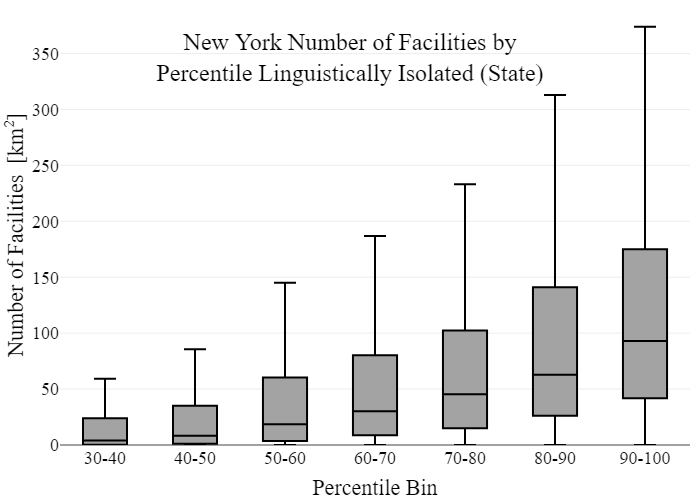 New York Number of Facilities by
Percentile Linguistically Isolated (State)
Number of Facilities [km²]
350
300
250
200
150
100
50
0
30-40 40-50 50-60 60-70 70-80 80-90 90-100
Percentile Bin